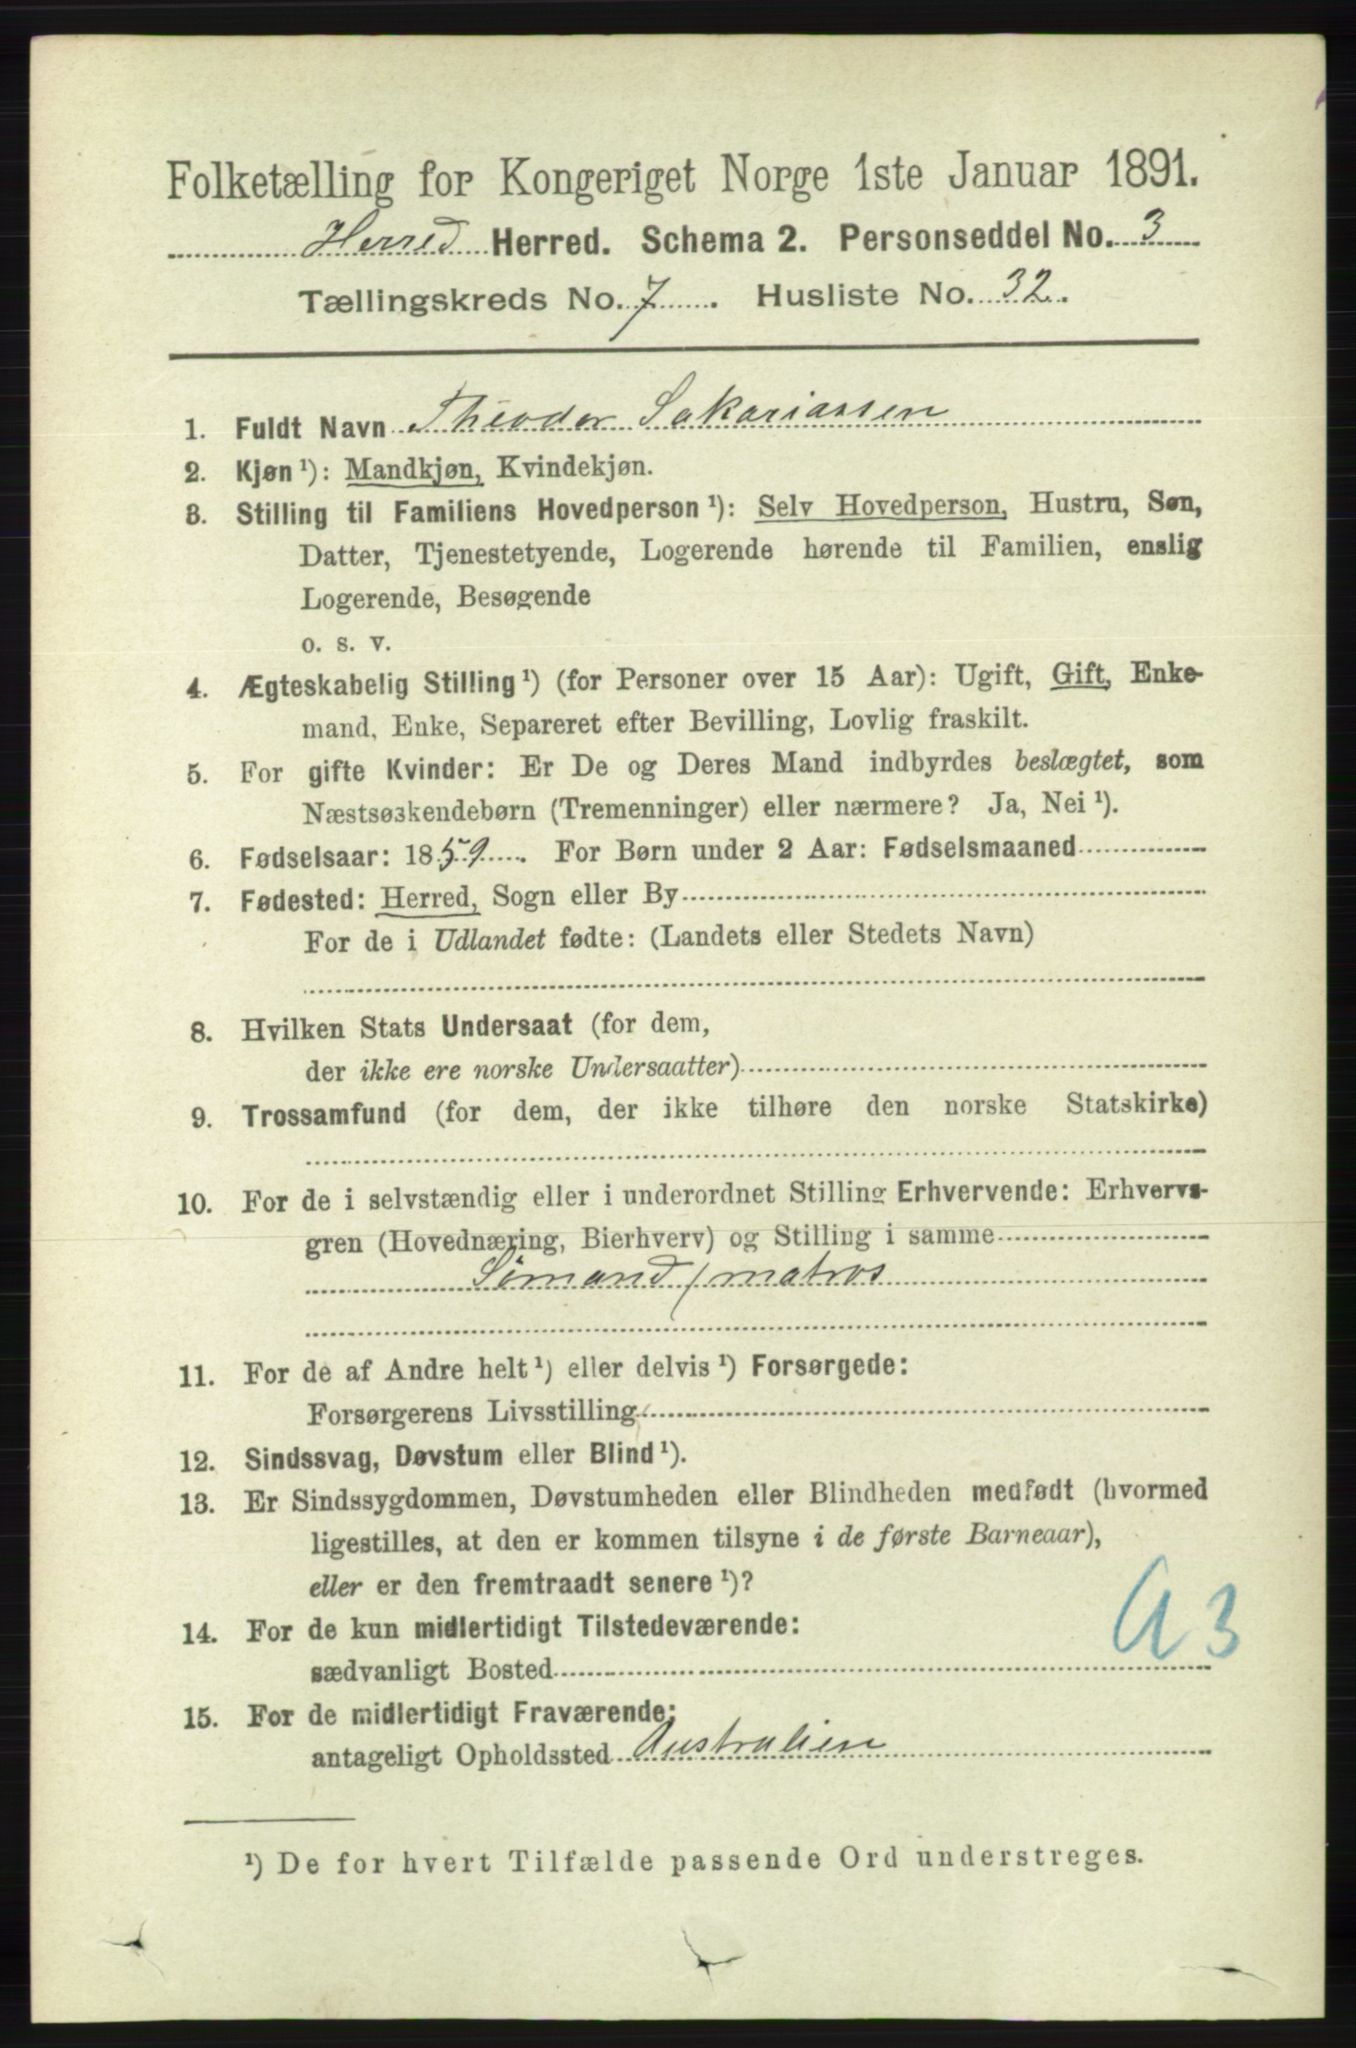 Folketælling for Kongeriget Norge 1ste Januar 1891.
Herred Herred. Schema 2. Personseddel No. 3
Tællingskreds No. 7. Husliste No. 32.
1. Fuldt Navn Theodor Sakariassen
2. Kjøn ¹): Mandkjøn, Kvindekjøn.
3. Stilling til Familiens Hovedperson ¹): Selv Hovedperson, Hustru, Søn,
Datter, Tjenestetyende, Logerende hørende til Familien, enslig
Logerende, Besøgende
o. s. v.
4. Ægteskabelig Stilling ¹) (for Personer over 15 Aar): Ugift, Gift, Enke-
mand, Enke, Separeret efter Bevilling, Lovlig fraskilt.
5. For gifte Kvinder: Er De og Deres Mand indbyrdes beslægtet, som
Næstsøskendebørn (Tremenninger) eller nærmere? Ja, Nei ¹).
6. Fødselsaar: 1859. For Børn under 2 Aar: Fødselsmaaned
7. Fødested: Herred, Sogn eller By
For de i Udlandet fødte: (Landets eller Stedets Navn)
8. Hvilken Stats Undersaat (for dem,
der ikke ere norske Undersaatter)
9. Trossamfund (for dem, der ikke tilhøre den norske Statskirke)
10. For de i selvstændig eller i underordnet Stilling Erhvervende: Erhvervs-
gren (Hovednæring, Bierhverv) og Stilling i samme
Sømand/matros
11. For de af Andre helt ¹) eller delvis ¹) Forsørgede:
Forsørgerens Livsstilling
12. Sindssvag, Døvstum eller Blind ¹).
13. Er Sindssygdommen, Døvstumheden eller Blindheden medfødt (hvormed
ligestilles, at den er kommen tilsyne i de første Barneaar),
eller er den fremtraadt senere ¹)?
A3
14. For de kun midlertidigt Tilstedeværende:
sædvanligt Bosted
15. For de midlertidigt Fraværende:
antageligt Opholdssted Australien
¹) De for hvert Tilfælde passende Ord understreges.